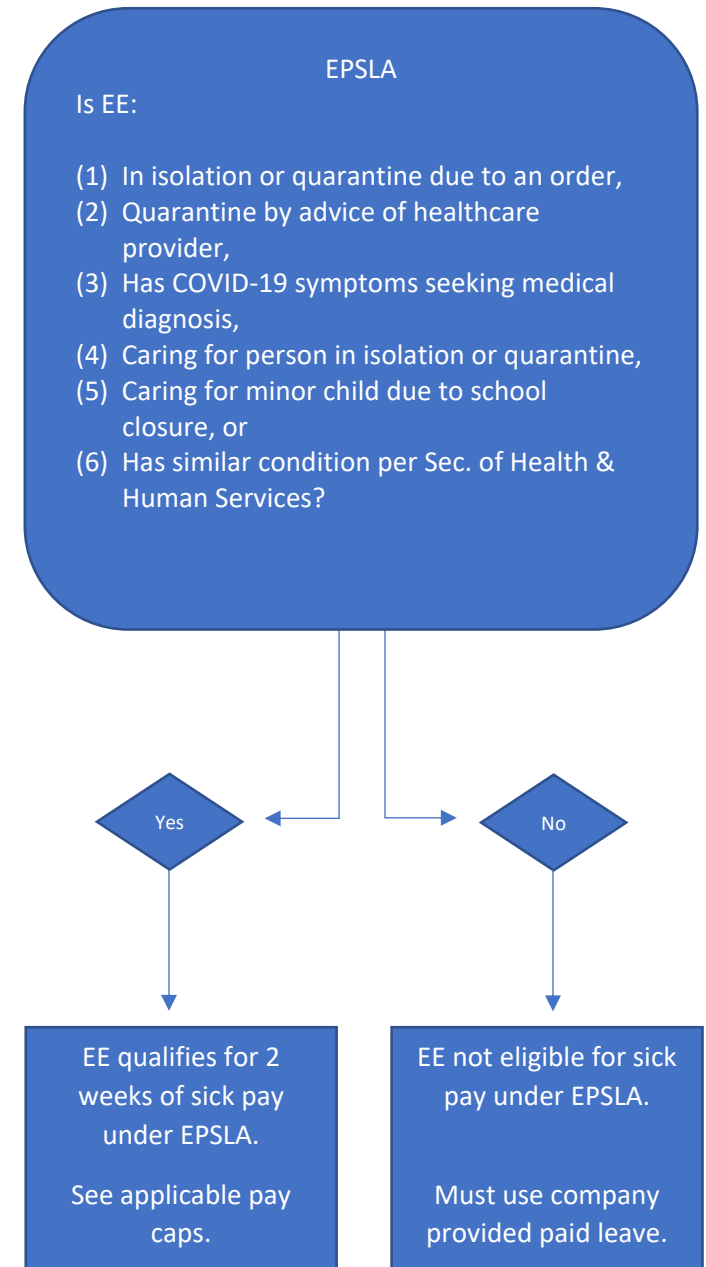 EPSLA
Is EE:
(1) In isolation or quarantine due to an order,
(2) Quarantine by advice of healthcare
provider,
(3) Has COVID-19 symptoms seeking medical
diagnosis,
(4) Caring for person in isolation or quarantine,
(5) Caring for minor child due to school
closure, or
(6) Has similar condition per Sec. of Health &
Human Services?
Yes
No
EE qualifies for 2
weeks of sick pay
under EPSLA.
See applicable pay
caps.
EE not eligible for sick
pay under EPSLA.
Must use company
provided paid leave.